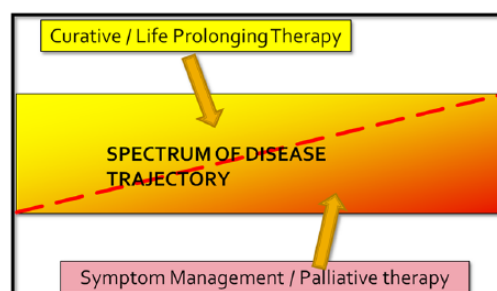 Curative / Life Prolonging Therapy
SPECTRUM OF DISEASE
TRAJECTORY
Symptom Management / Palliative therapy